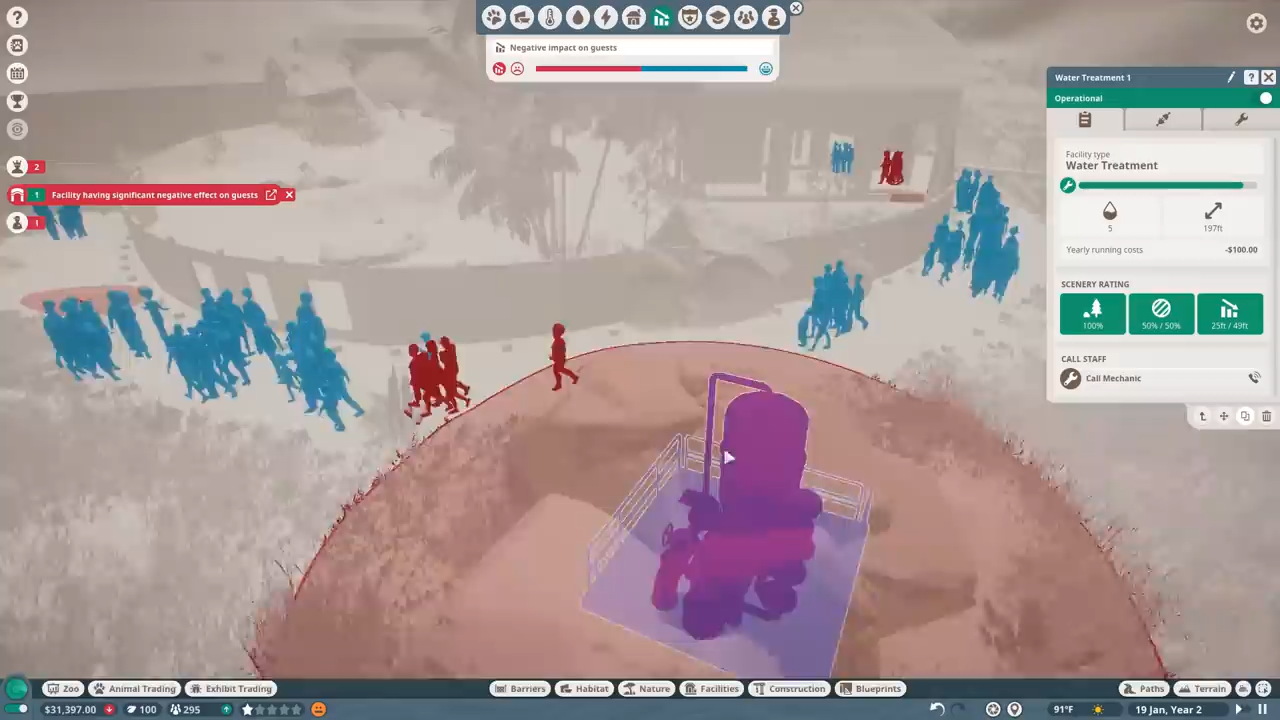 Negative impact on guests
Water Treatment 1
?
?
Operational
Facility type
Water Treatment
5
197ft
Yearly running costs
-$100.00
SCENERY RATING
100%
50% / 50%
25ft / 49ft
CALL STAFF
Call Mechanic
2
1
Facility having significant negative effect on guests
1
Zoo
Animal Trading
Exhibit Trading
Barriers
Habitat
Nature
Facilities
Construction
Blueprints
Paths
Terrain
$31,397.00
100
295
91°F
19 Jan, Year 2